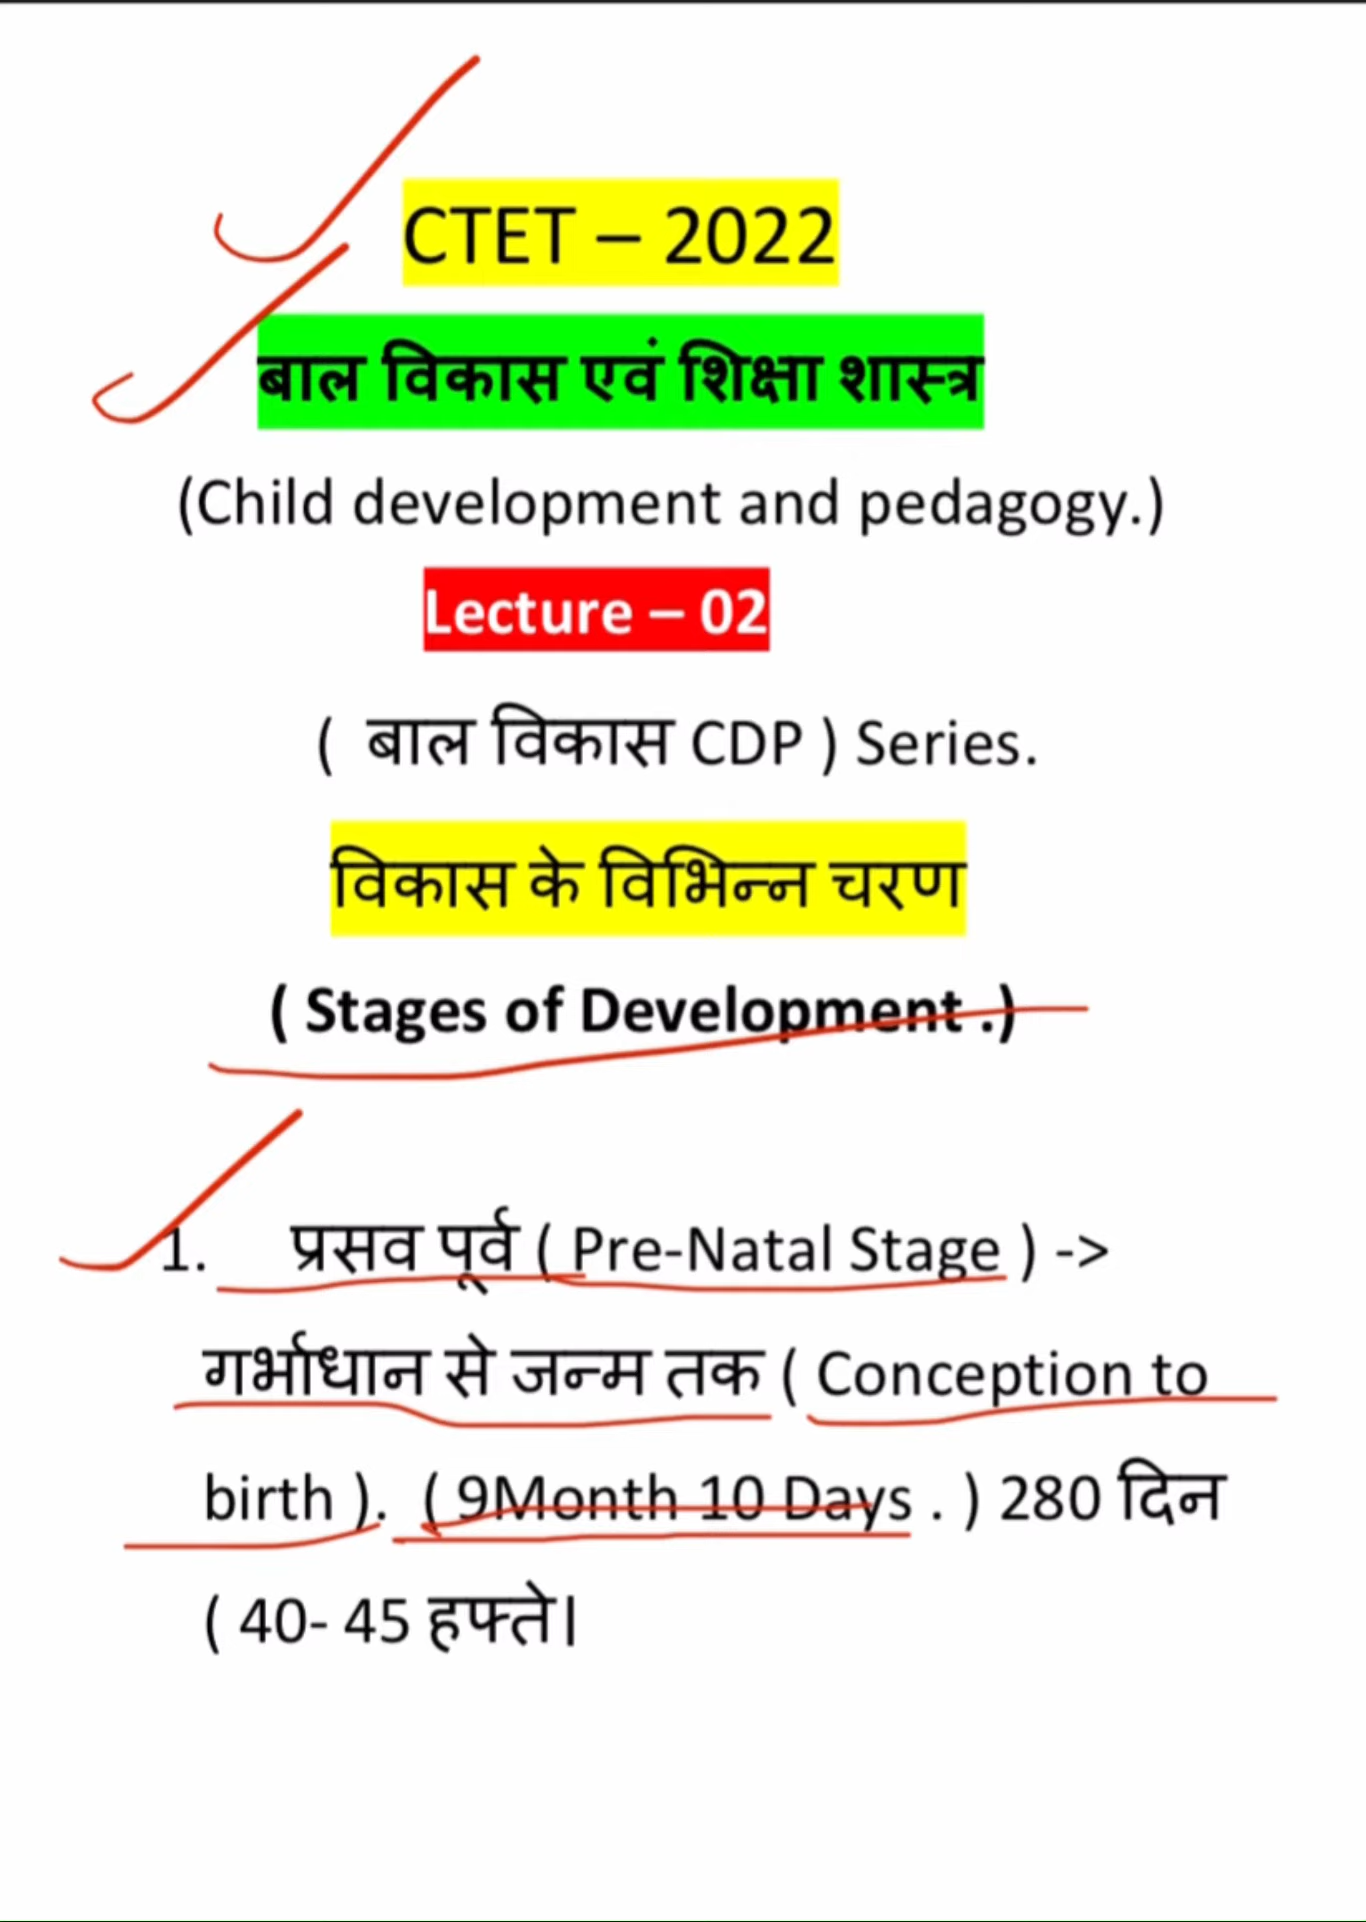 CTET – 2022
बाल विकास एवं शिक्षा शास्त्र
(Child development and pedagogy.)
Lecture – 02
( बाल विकास CDP ) Series.
विकास के विभिन्न चरण
( Stages of Development .)
1. प्रसव पूर्व ( Pre-Natal Stage ) ->
गर्भाधान से जन्म तक ( Conception to
birth ). ( 9Month 10 Days . ) 280 दिन
( 40- 45 हफ्ते।